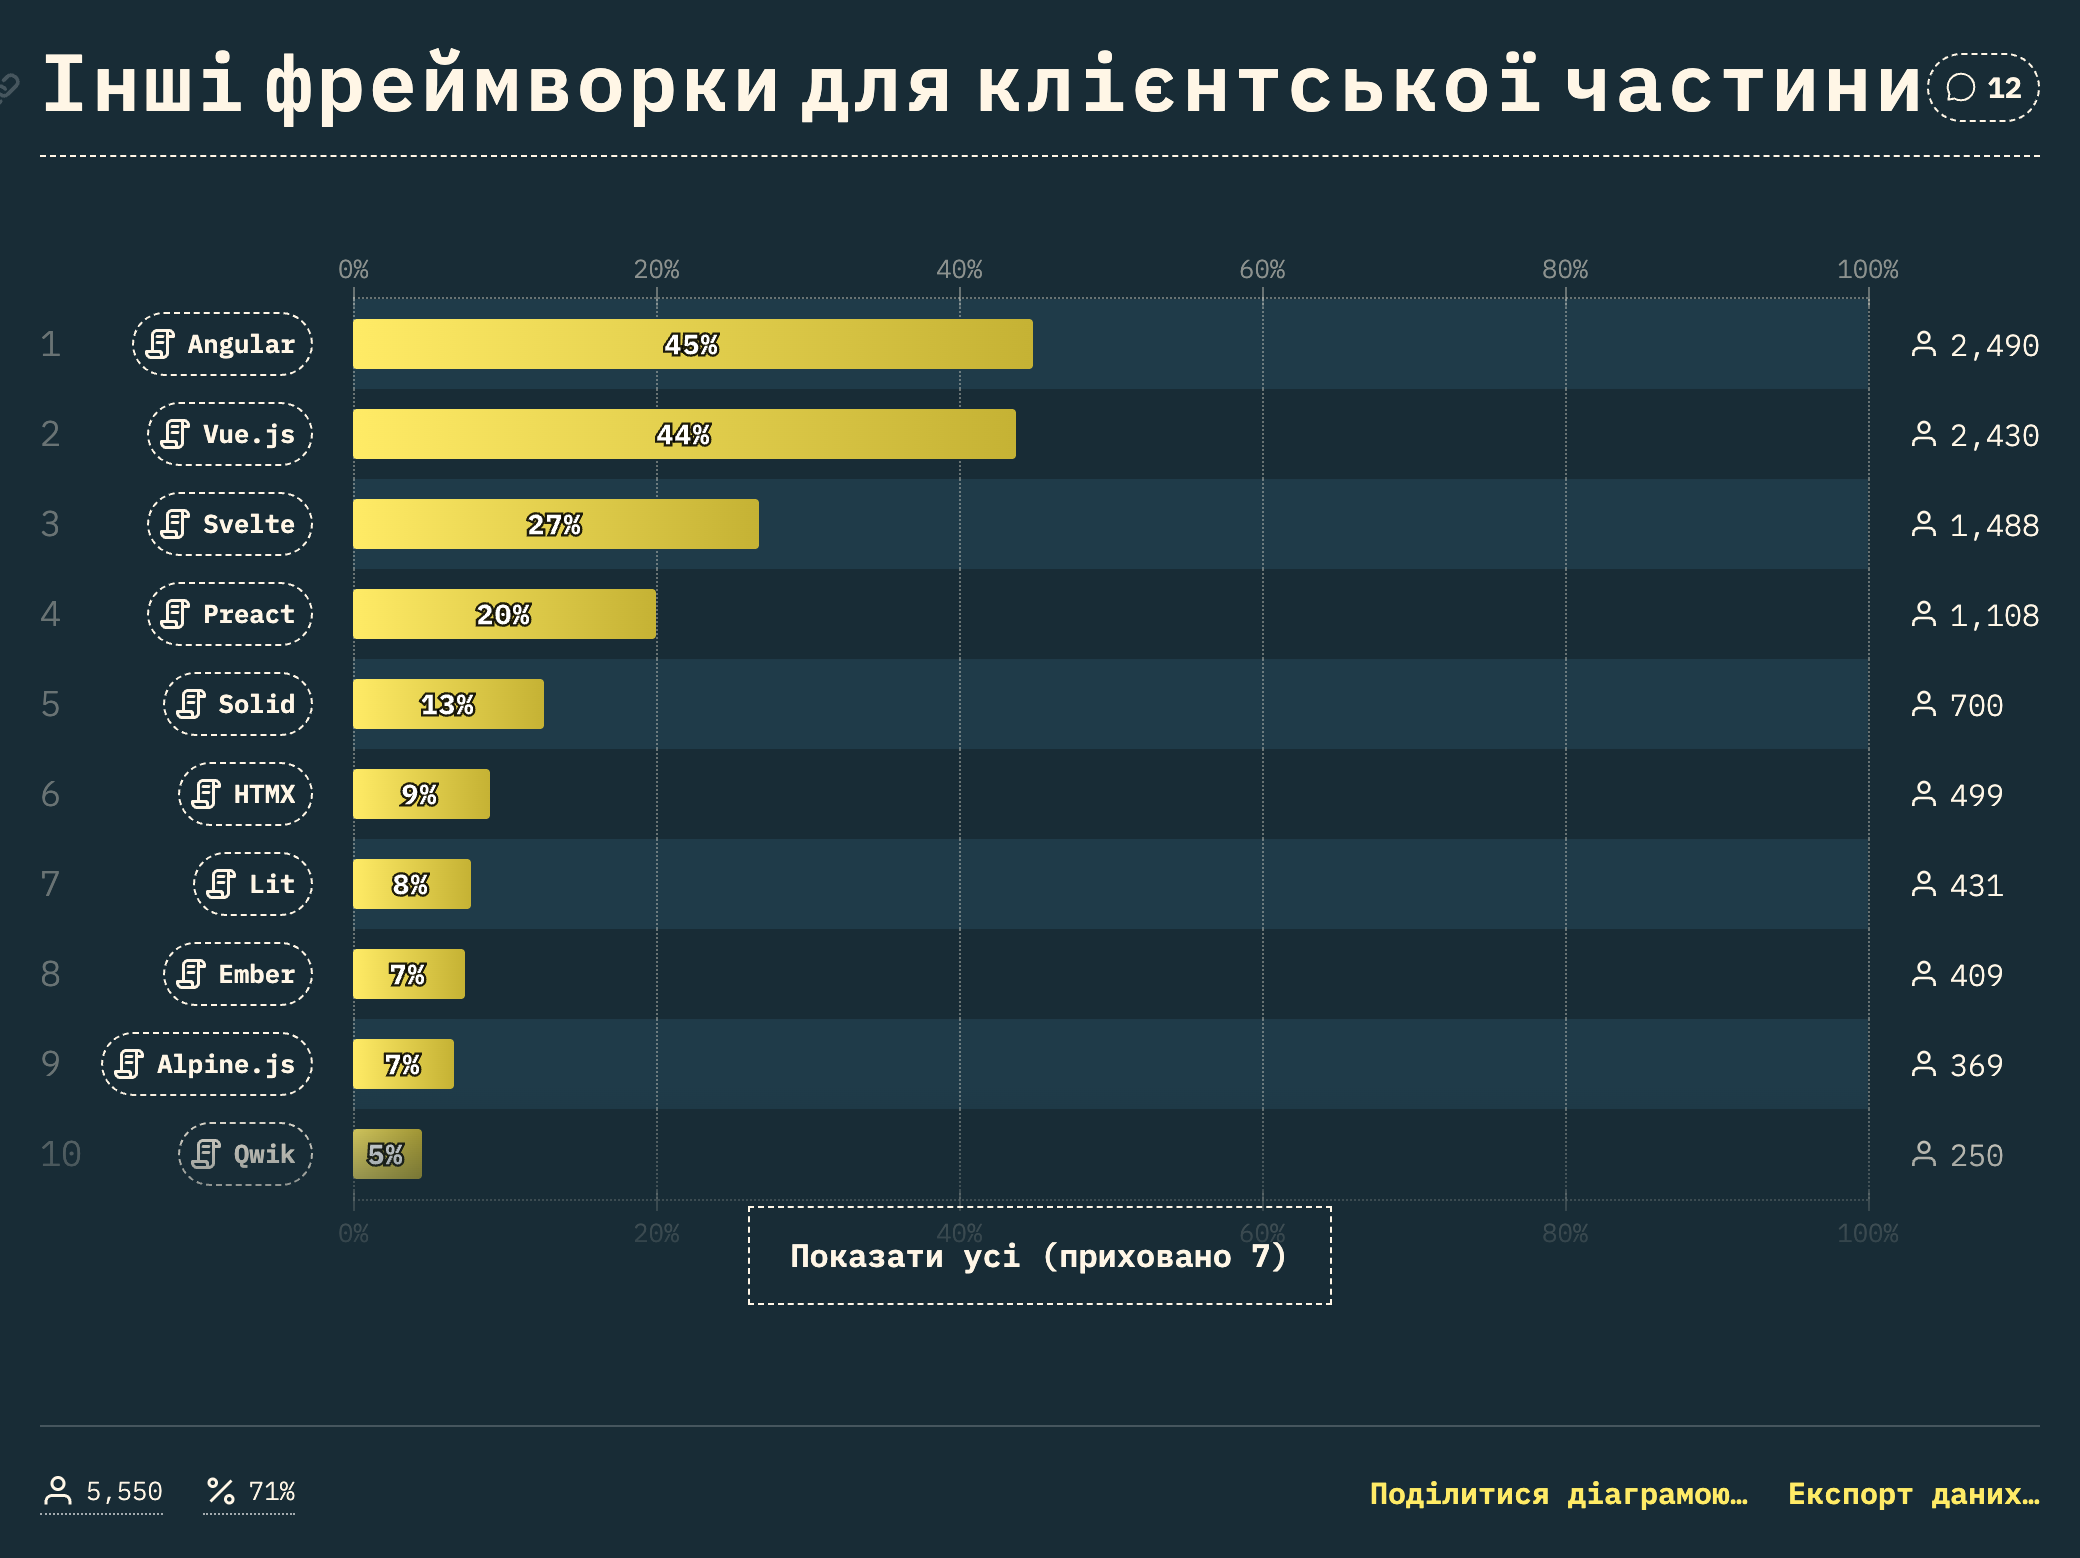 Інші фреймворки для клієнтської частини 12
0% 20% 40% 60% 80% 100%
1 Angular 45% 2,490
2 Vue.js 44% 2,430
3 Svelte 27% 1,488
4 Preact 20% 1,108
5 Solid 13% 700
6 HTMX 9% 499
7 Lit 8% 431
8 Ember 7% 409
9 Alpine.js 7% 369
10 Qwik 5% 250
0% 20% 40% 60% 80% 100%
Показати усі (приховано 7)
5,550 71% Поділитися діаграмою… Експорт даних…